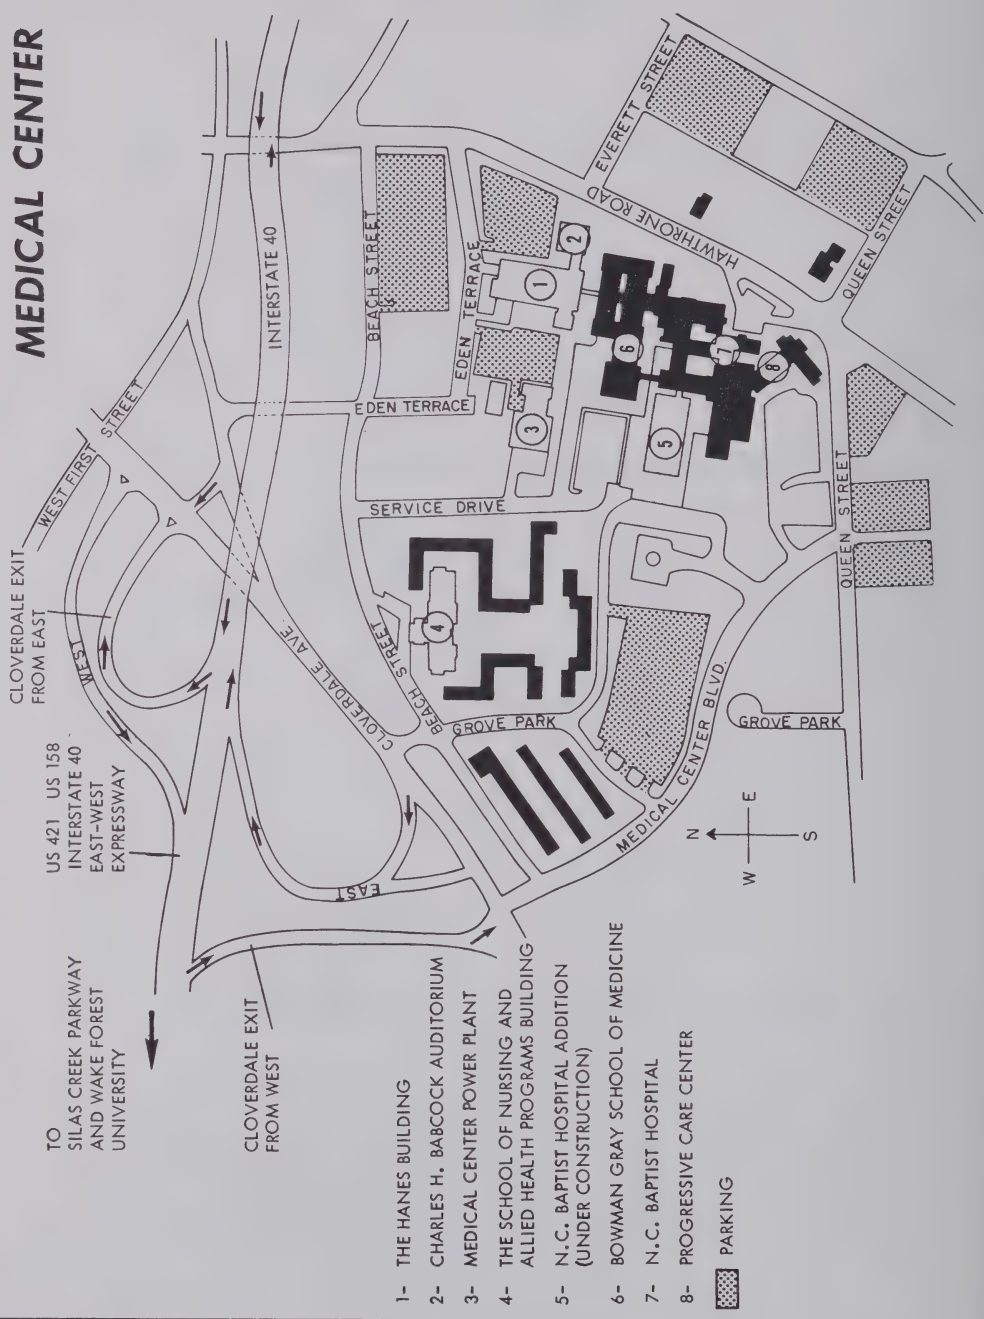 MEDICAL CENTER
TO
SILAS CREEK PARKWAY
AND WAKE FOREST
UNIVERSITY
US 421 US 158
INTERSTATE 40
EAST-WEST
EXPRESSWAY
CLOVERDALE EXIT
FROM EAST
WEST FIRST STREET
WEST
CLOVERDALE EXIT
FROM WEST
EAST
INTERSTATE 40
CLOVERDALE AVE.
BEACH STREET
BEACH STREET
EDEN TERRACE
EDEN TERRACE
SERVICE DRIVE
GROVE PARK
MEDICAL CENTER BLVD.
GROVE PARK
HAWTHRONE ROAD
EVERETT STREET
QUEEN STREET
QUEEN STREET
QUEEN STREET
1
2
3
4
5
6
7
8
N
W
E
S
1- THE HANES BUILDING
2- CHARLES H. BABCOCK AUDITORIUM
3- MEDICAL CENTER POWER PLANT
4- THE SCHOOL OF NURSING AND
ALLIED HEALTH PROGRAMS BUILDING
5- N.C. BAPTIST HOSPITAL ADDITION
(UNDER CONSTRUCTION)
6- BOWMAN GRAY SCHOOL OF MEDICINE
7- N.C. BAPTIST HOSPITAL
8- PROGRESSIVE CARE CENTER
PARKING